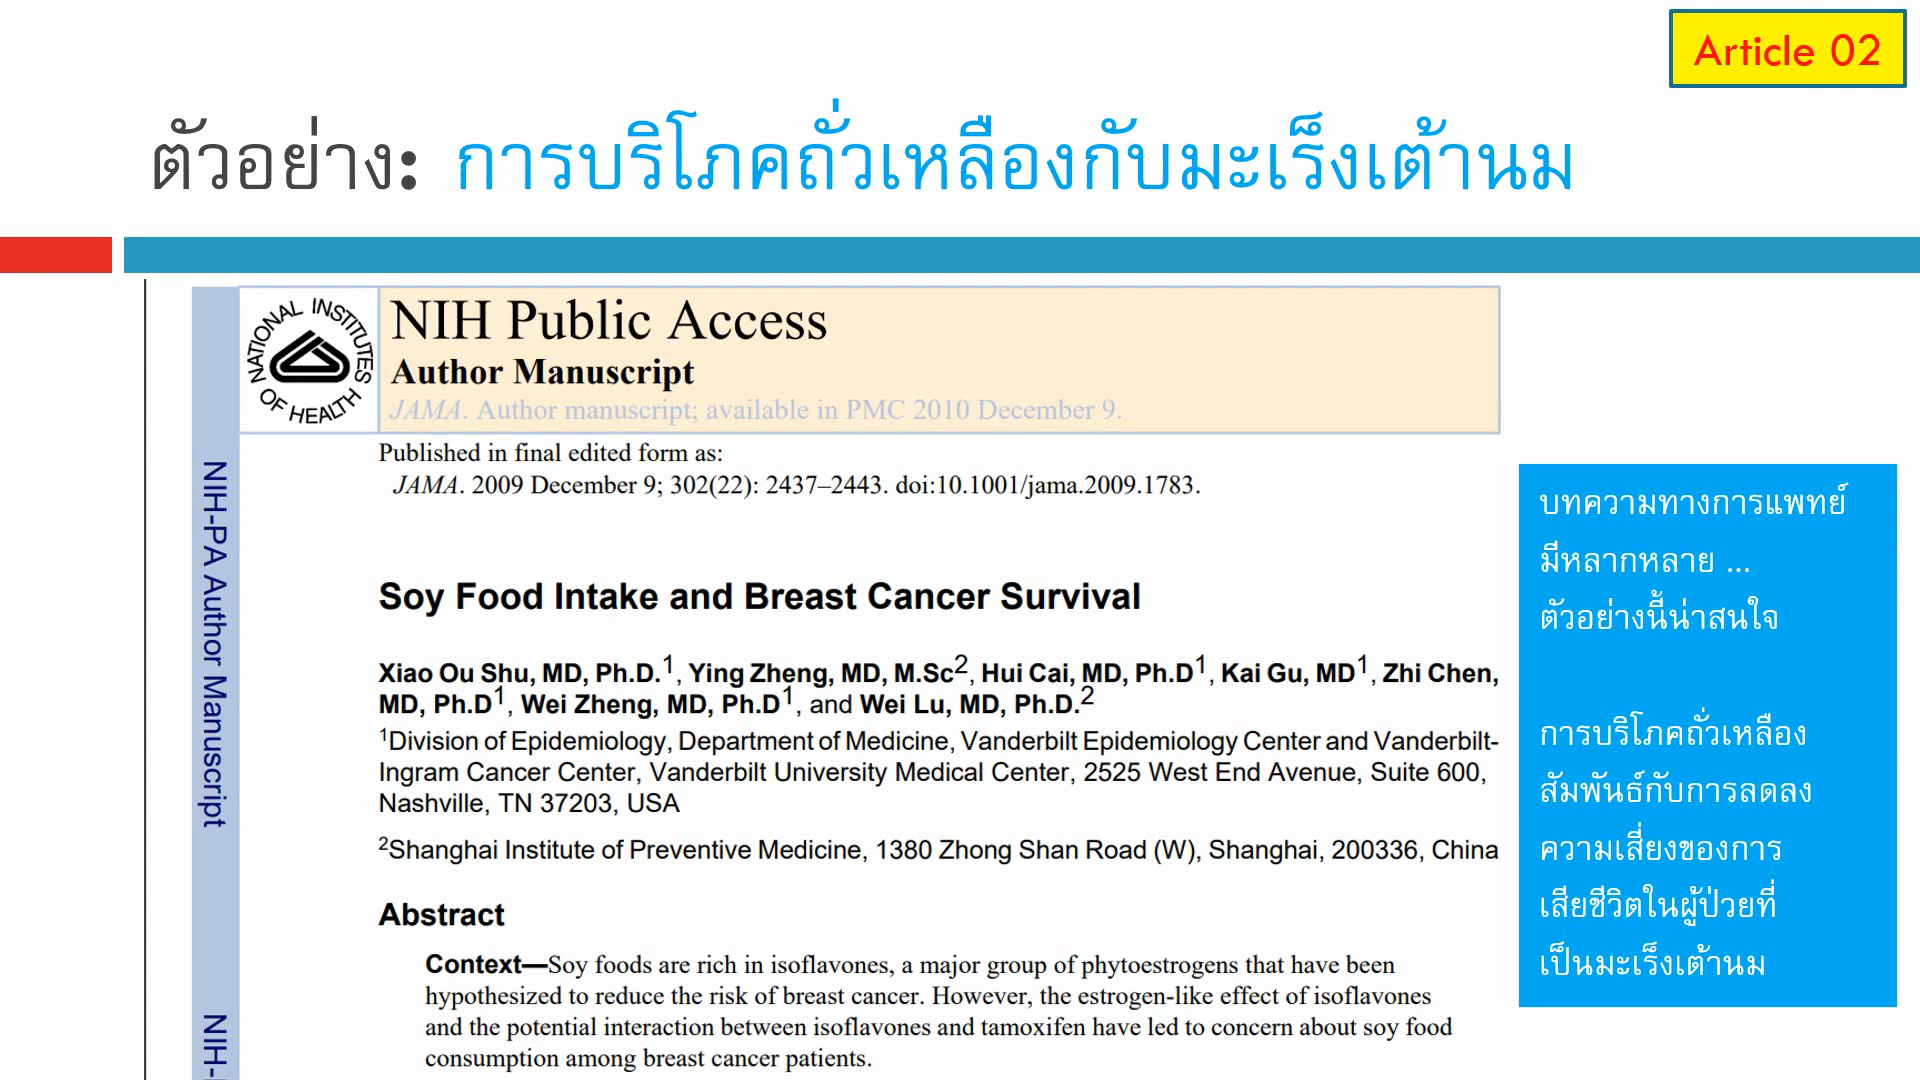 Article 02
ตัวอย่าง: การบริโภคถั่วเหลืองกับมะเร็งเต้านม
NATIONAL INSTITUTES OF HEALTH
NIH Public Access
Author Manuscript
JAMA. Author manuscript; available in PMC 2010 December 9.
Published in final edited form as:
JAMA. 2009 December 9; 302(22): 2437–2443. doi:10.1001/jama.2009.1783.
NIH-PA Author Manuscript
Soy Food Intake and Breast Cancer Survival
Xiao Ou Shu, MD, Ph.D.1, Ying Zheng, MD, M.Sc2, Hui Cai, MD, Ph.D1, Kai Gu, MD1, Zhi Chen,
MD, Ph.D1, Wei Zheng, MD, Ph.D1, and Wei Lu, MD, Ph.D.2
1Division of Epidemiology, Department of Medicine, Vanderbilt Epidemiology Center and Vanderbilt-
Ingram Cancer Center, Vanderbilt University Medical Center, 2525 West End Avenue, Suite 600,
Nashville, TN 37203, USA
2Shanghai Institute of Preventive Medicine, 1380 Zhong Shan Road (W), Shanghai, 200336, China
Abstract
Context—Soy foods are rich in isoflavones, a major group of phytoestrogens that have been
hypothesized to reduce the risk of breast cancer. However, the estrogen-like effect of isoflavones
and the potential interaction between isoflavones and tamoxifen have led to concern about soy food
consumption among breast cancer patients.
NIH-
บทความทางการแพทย์
มีหลากหลาย ...
ตัวอย่างนี้น่าสนใจ
การบริโภคถั่วเหลือง
สัมพันธ์กับการลดลง
ความเสี่ยงของการ
เสียชีวิตในผู้ป่วยที่
เป็นมะเร็งเต้านม